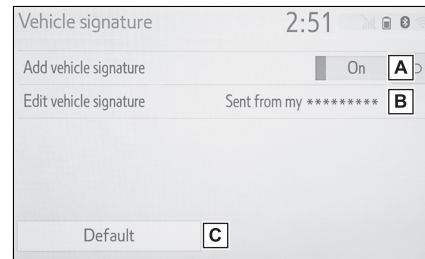 Vehicle signature 2:51
Add vehicle signature On A
Edit vehicle signature Sent from my ********* B
Default C